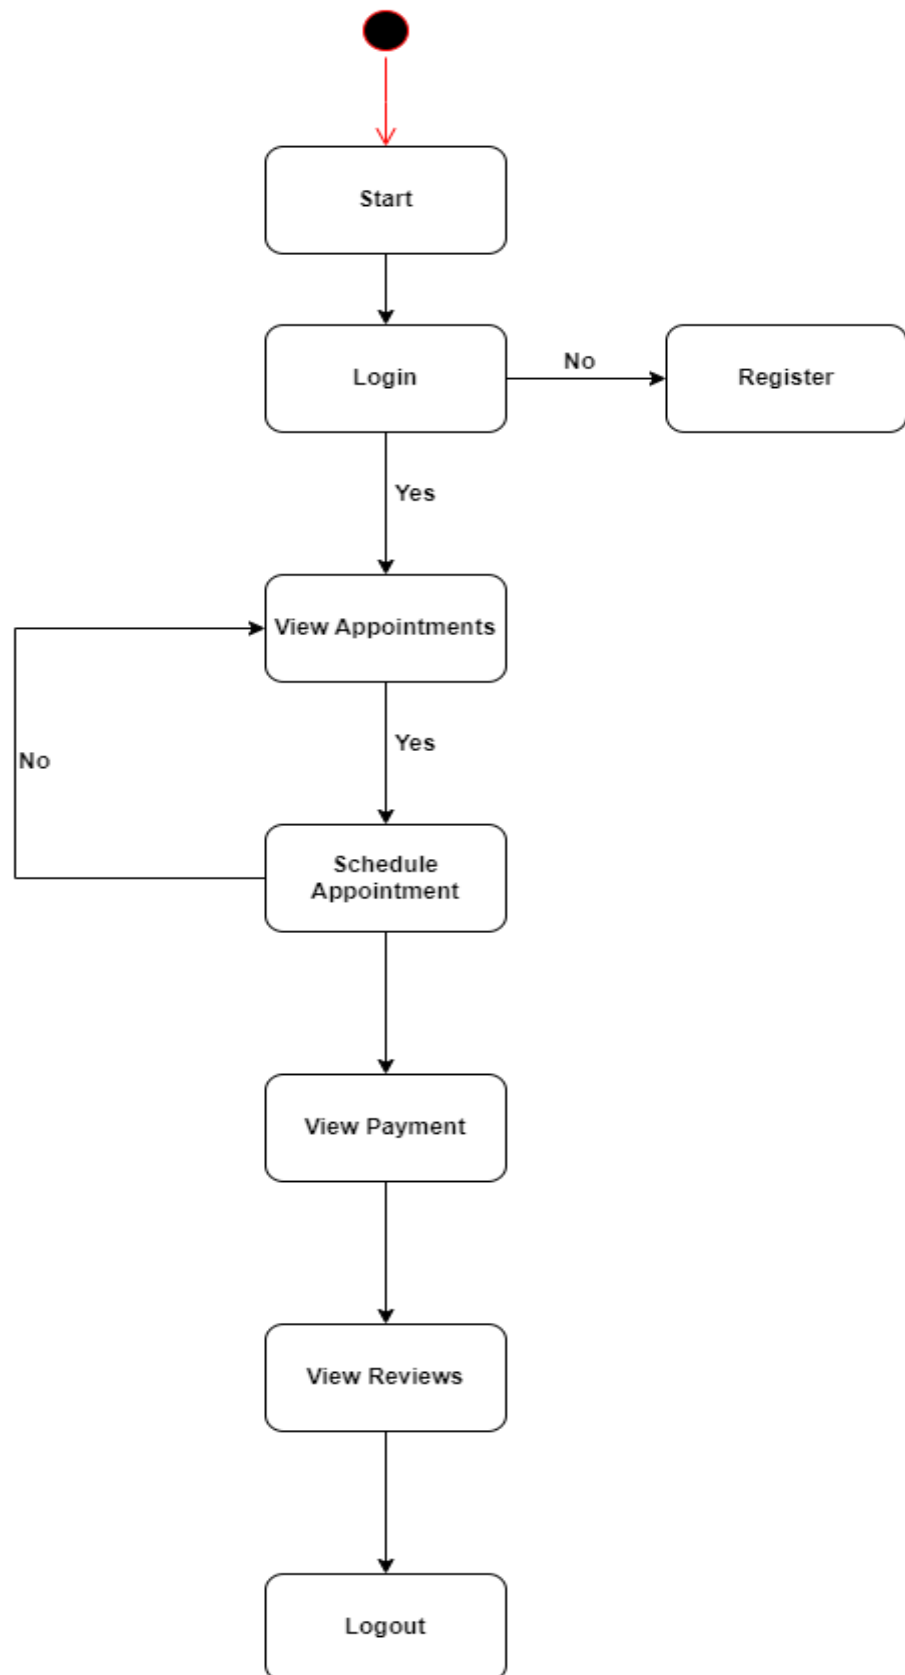 Start
Login
No
Register
Yes
View Appointments
Yes
No
Schedule
Appointment
View Payment
View Reviews
Logout